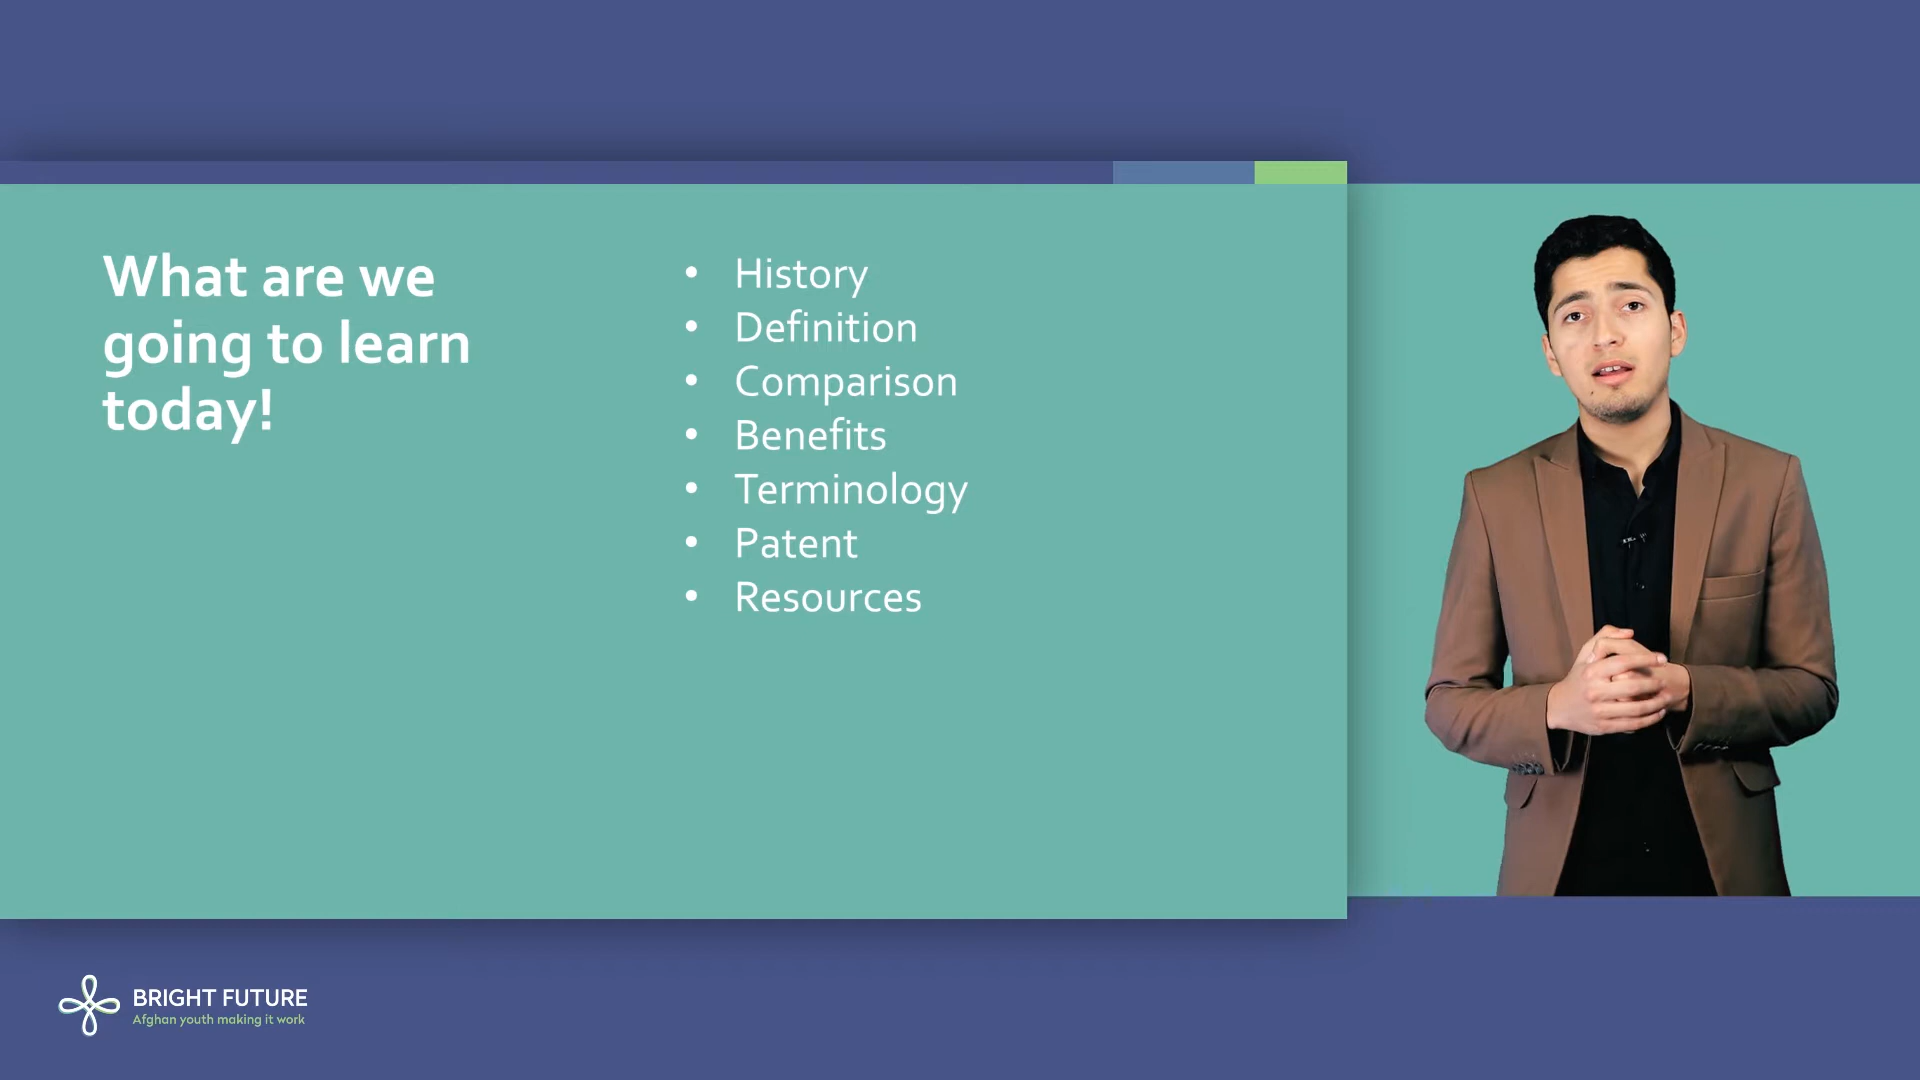 What are we
going to learn
today!
• History
• Definition
• Comparison
• Benefits
• Terminology
• Patent
• Resources
BRIGHT FUTURE
Afghan youth making it work